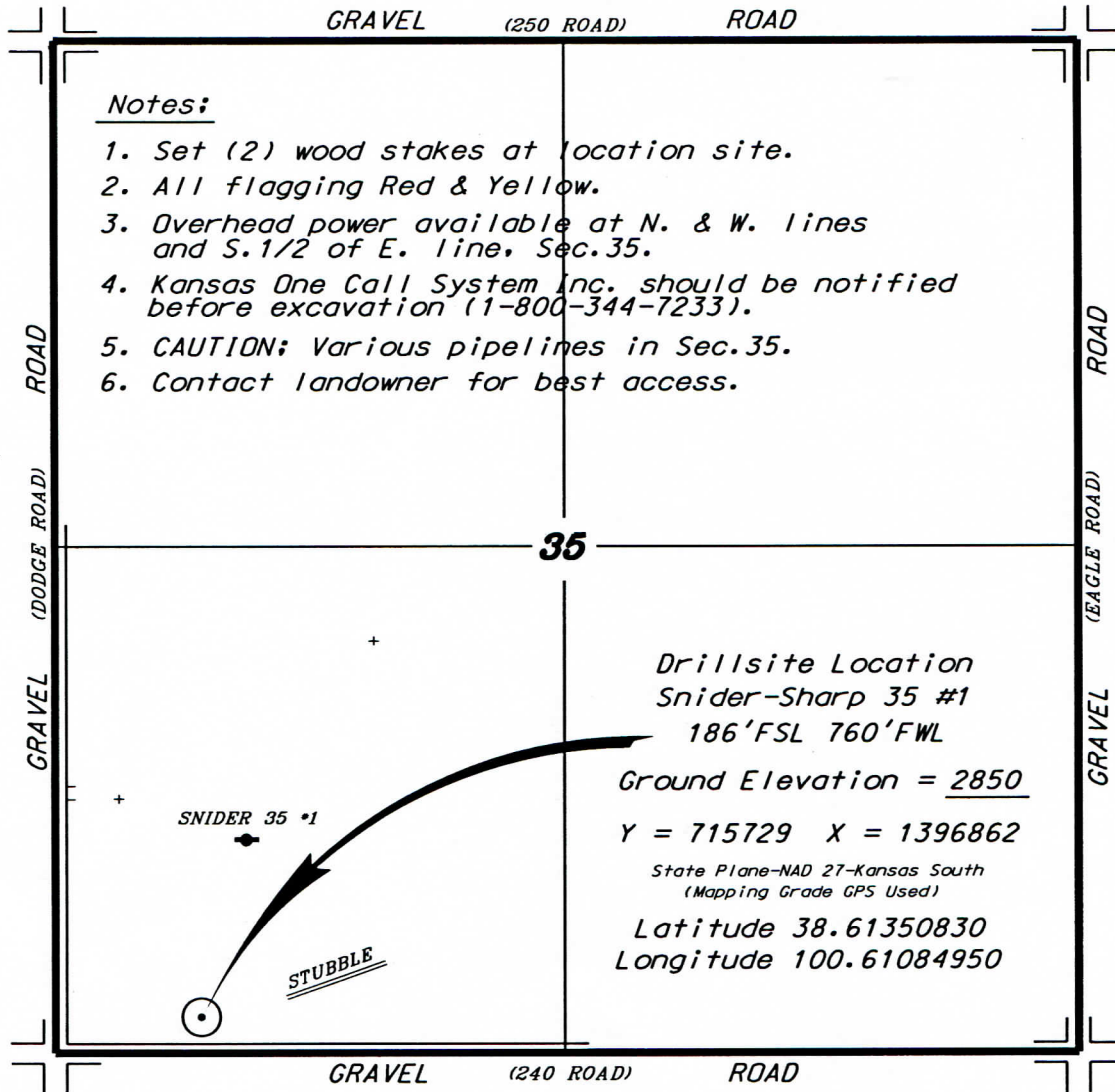 GRAVEL (250 ROAD) ROAD
Notes:
1. Set (2) wood stakes at location site.
2. All flagging Red & Yellow.
3. Overhead power available at N. & W. lines
and S.1/2 of E. line, Sec.35.
4. Kansas One Call System Inc. should be notified
before excavation (1-800-344-7233).
5. CAUTION: Various pipelines in Sec.35.
6. Contact landowner for best access.
GRAVEL (DODGE ROAD) ROAD
GRAVEL (EAGLE ROAD) ROAD
35
Drillsite Location
Snider-Sharp 35 #1
186'FSL 760'FWL
Ground Elevation = 2850
Y = 715729 X = 1396862
State Plane-NAD 27-Kansas South
(Mapping Grade GPS Used)
Latitude 38.61350830
Longitude 100.61084950
SNIDER 35 #1
STUBBLE
GRAVEL (240 ROAD) ROAD